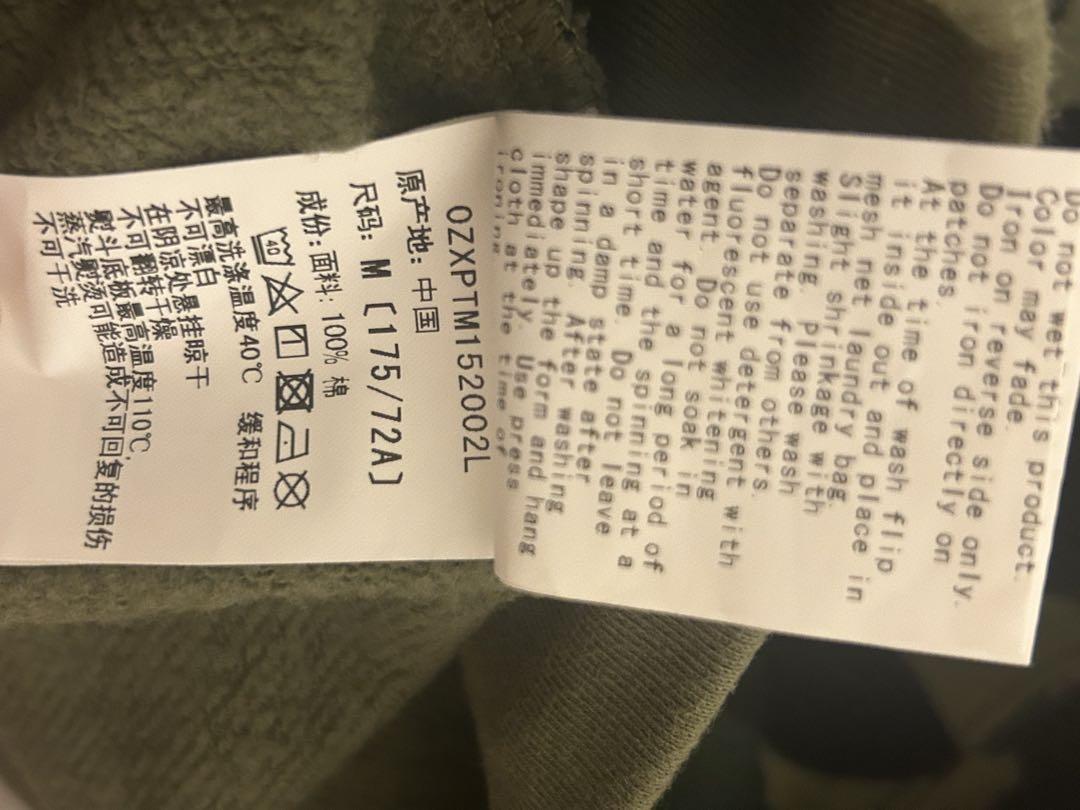 Do not wet this product.
Color may fade.
Iron on reverse side only.
Do not iron directly on
patches.
At the time of wash flip
it inside out and place in
mesh net laundry bag.
Slight shrinkage with
washing. Please wash
separate from others.
Do not use detergent with
fluorescent whitening
agent. Do not soak in
water for a long period of
time and the spinning at a
short time. Do not leave
in a damp state after
spinning. After washing
shape up the form and hang
immediately. Use press
cloth at the time of
ironing.
0ZXPTM152002L
原产地: 中国
尺码: M [175/72A]
成份: 面料: 100% 棉
40
最高洗涤温度40℃ 缓和程序
不可漂白
在阴凉处悬挂晾干
不可翻转干燥
熨斗底板最高温度110℃,
蒸汽熨烫可能造成不可回复的损伤
不可干洗